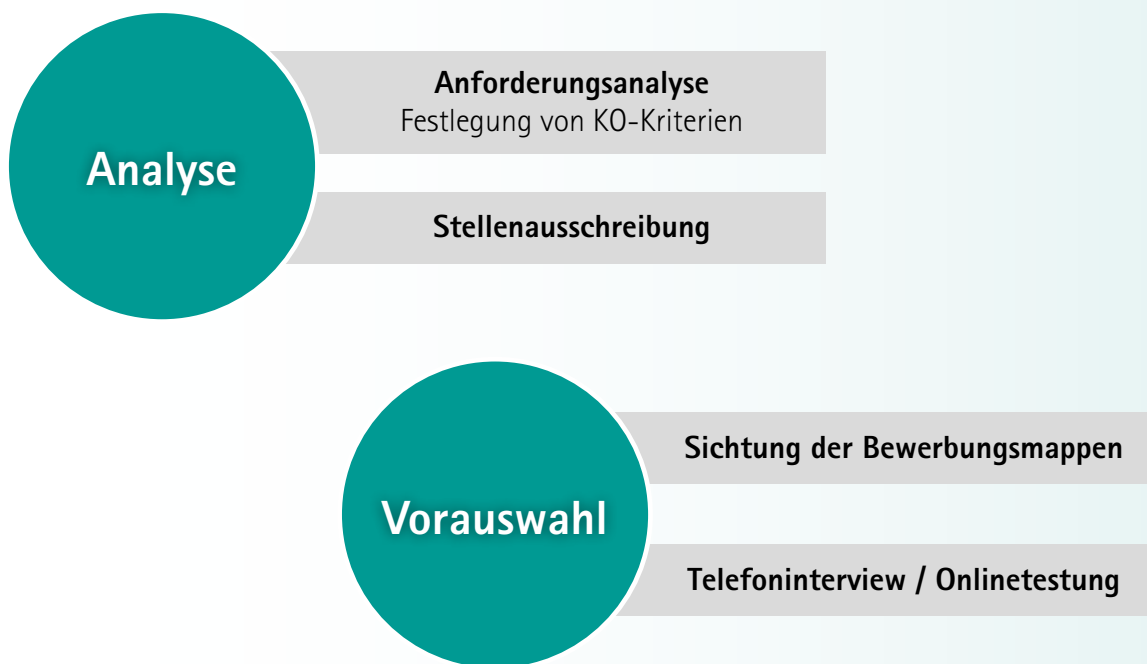 Analyse
Anforderungsanalyse
Festlegung von KO-Kriterien
Stellenausschreibung
Vorauswahl
Sichtung der Bewerbungsmappen
Telefoninterview / Onlinetestung